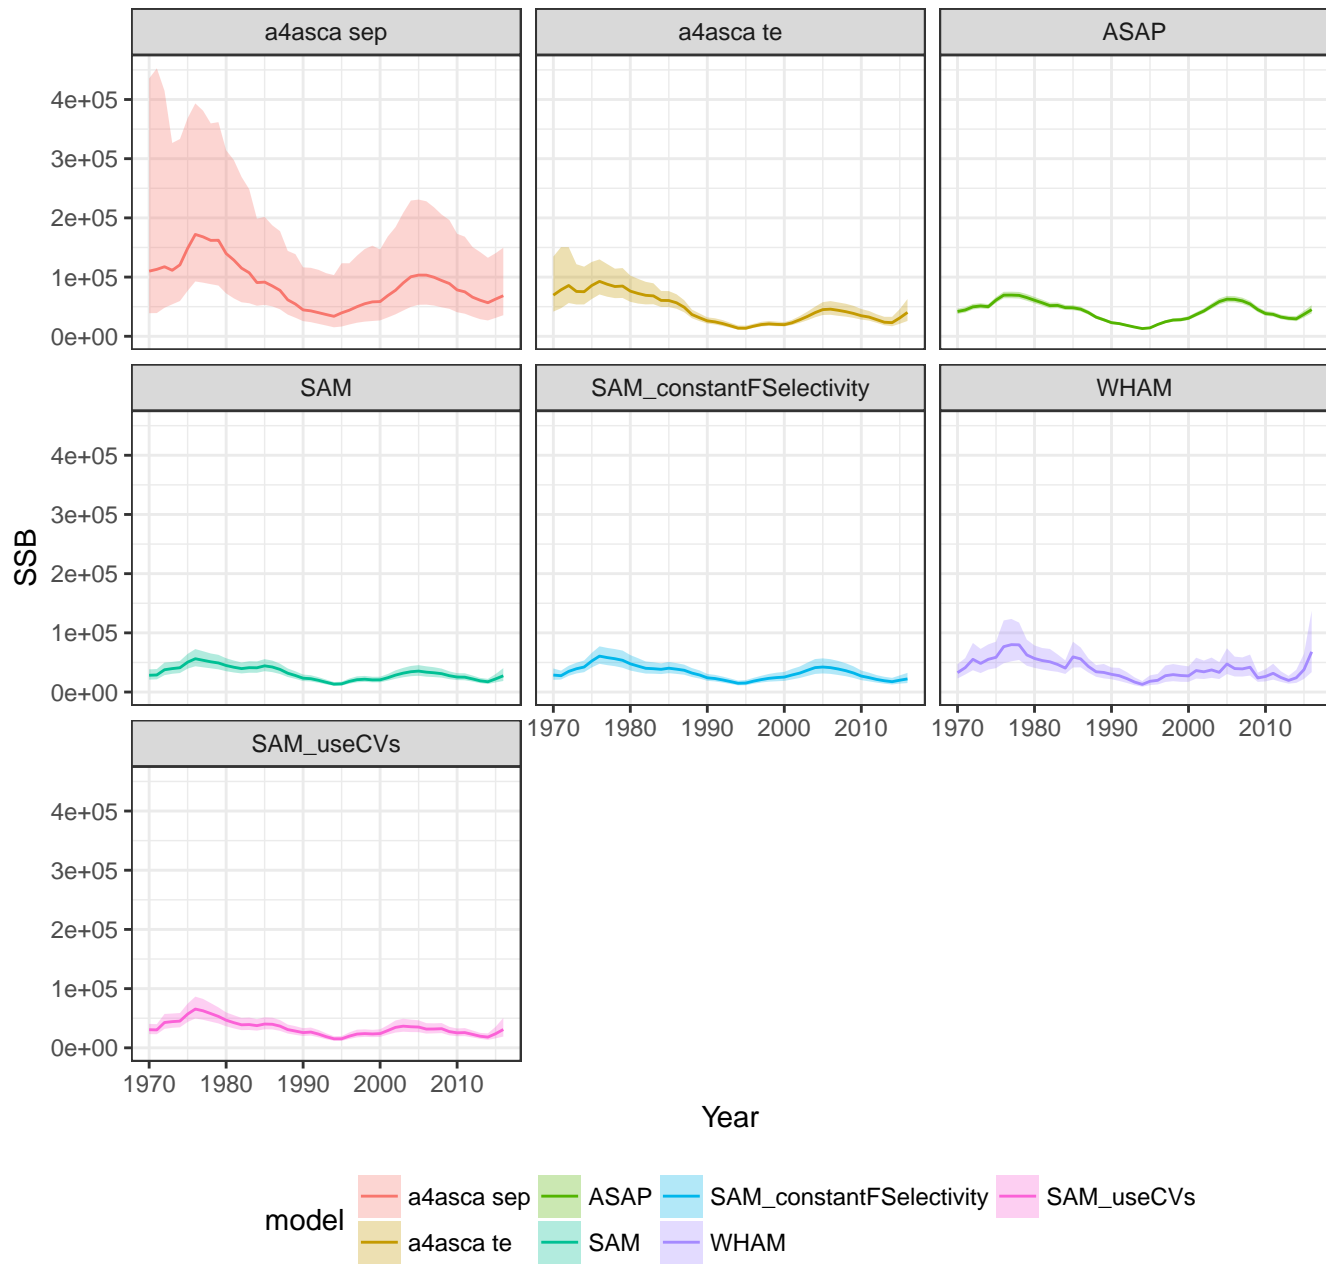 a4asca sep a4asca te ASAP
4e+05
3e+05
2e+05
1e+05
0e+00
SAM SAM_constantFSelectivity WHAM
4e+05
3e+05
2e+05
1e+05
0e+00
1970 1980 1990 2000 2010 1970 1980 1990 2000 2010
SAM_useCVs
4e+05
3e+05
2e+05
1e+05
0e+00
1970 1980 1990 2000 2010
SSB
Year
model
a4asca sep ASAP SAM_constantFSelectivity SAM_useCVs
a4asca te SAM WHAM